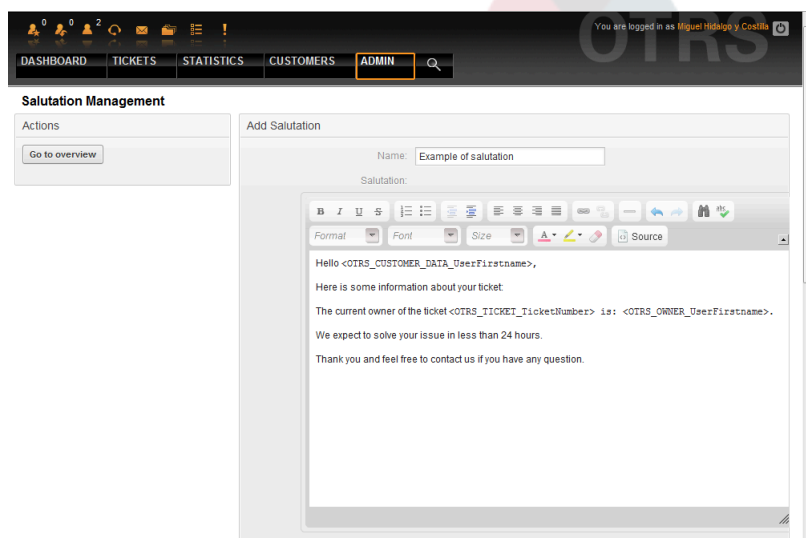 0 0 2
You are logged in as Miguel Hidalgo y Costilla
OTRS
DASHBOARD TICKETS STATISTICS CUSTOMERS ADMIN
Salutation Management
Actions
Go to overview
Add Salutation
Name: Example of salutation
Salutation:
B I U S
Format Font Size A Source
Hello <OTRS_CUSTOMER_DATA_UserFirstname>,
Here is some information about your ticket:
The current owner of the ticket <OTRS_TICKET_TicketNumber> is: <OTRS_OWNER_UserFirstname>.
We expect to solve your issue in less than 24 hours.
Thank you and feel free to contact us if you have any question.